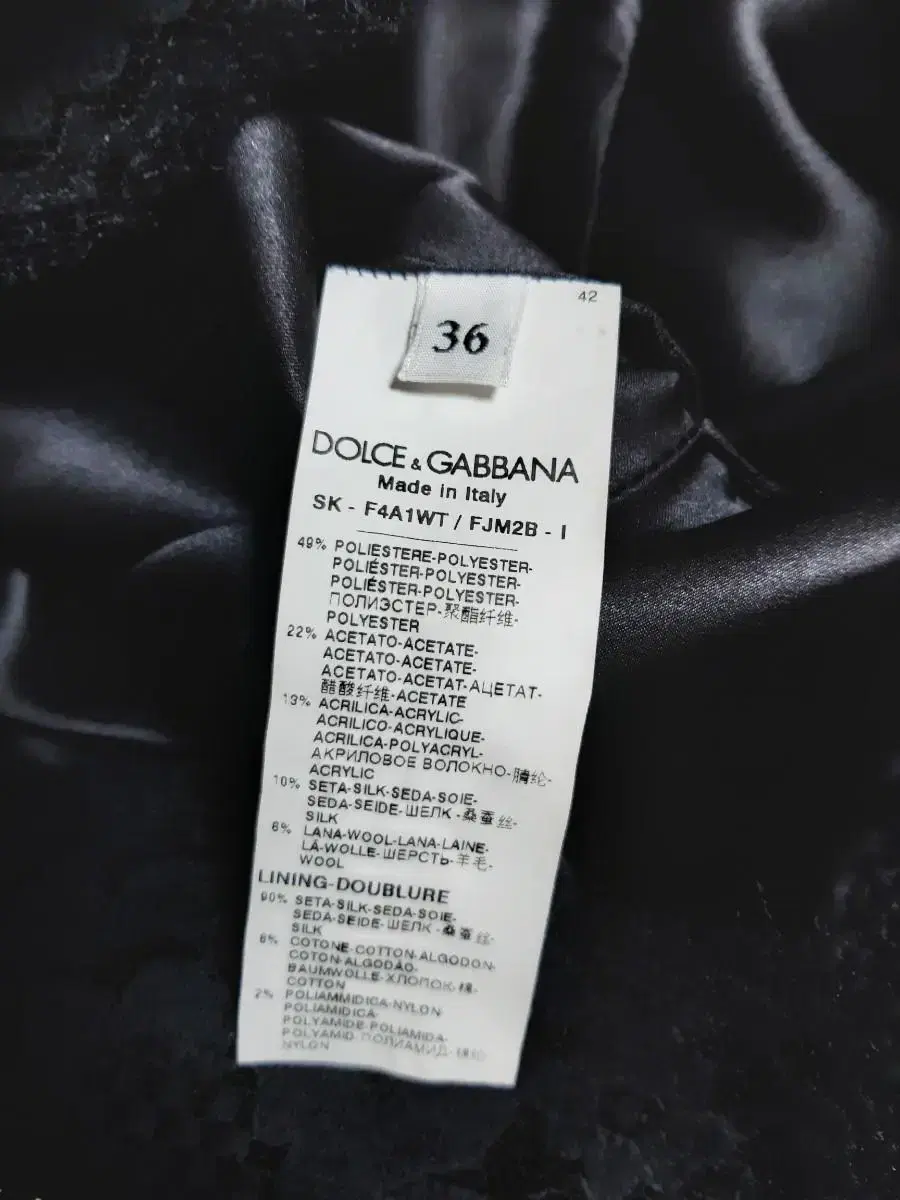 42
36
DOLCE & GABBANA
Made in Italy
SK - F4A1WT / FJM2B - I
49% POLIESTERE-POLYESTER-
POLIÉSTER-POLYESTER-
POLIÉSTER-POLYESTER-
ПОЛИЭСТЕР-聚酯纤维-
POLYESTER
22% ACETATO-ACETATE-
ACETATO-ACETATE-
ACETATO-ACETAT-АЦЕТАТ-
醋酸纤维-ACETATE
13% ACRILICA-ACRYLIC-
ACRILICO-ACRYLIQUE-
ACRILICA-POLYACRYL-
АКРИЛОВОЕ ВОЛОКНО-腈纶-
ACRYLIC
10% SETA-SILK-SEDA-SOIE-
SEDA-SEIDE-ШЕЛК -桑蚕丝-
SILK
6% LANA-WOOL-LANA-LAINE-
LÃ-WOLLE-ШЕРСТЬ-羊毛-
WOOL
LINING-DOUBLURE
90% SETA-SILK-SEDA-SOIE-
SEDA-SEIDE-ШЕЛК -桑蚕丝-
SILK
COTONE-COTTON-ALGODON-
COTON-ALGODÃO-
BAUMWOLLE-ХЛОПОК-棉-
COTTON
2% POLIAMMIDICA-NYLON-
POLIAMIDICA-
POLYAMIDE-POLIAMIDA-
POLYAMID-ПОЛИАМИД-
NYLON